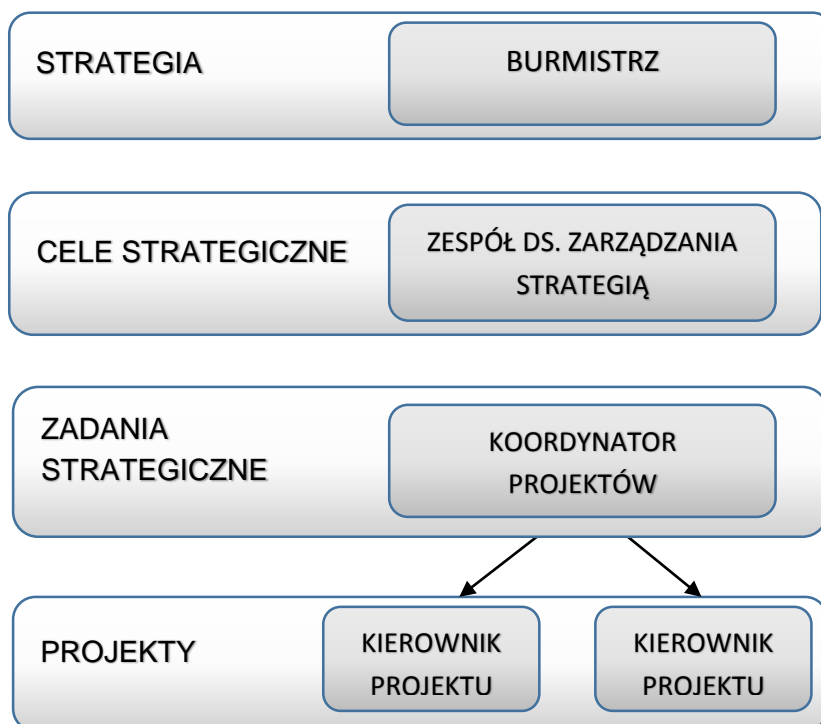 STRATEGIA
BURMISTRZ
CELE STRATEGICZNE
ZESPÓŁ DS. ZARZĄDZANIA
STRATEGIĄ
ZADANIA
STRATEGICZNE
KOORDYNATOR
PROJEKTÓW
PROJEKTY
KIEROWNIK
PROJEKTU
KIEROWNIK
PROJEKTU